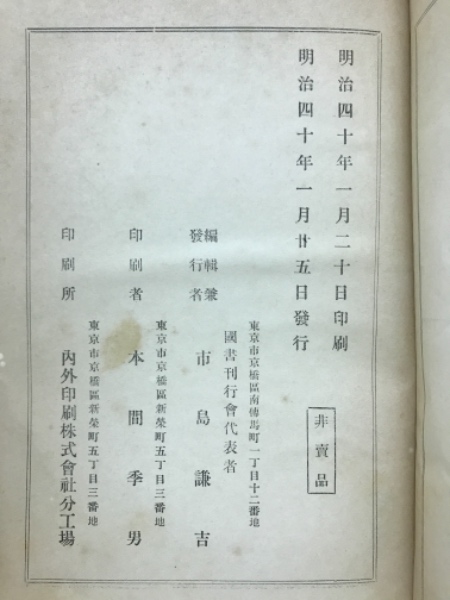 明治四十年一月二十日印刷
明治四十年一月廿五日發行
非賣品
東京市京橋區南傳馬町一丁目十二番地
國書刊行會代表者
編輯兼
發行者
市島謙吉
東京市京橋區新榮町五丁目三番地
印刷者
本間季男
東京市京橋區新榮町五丁目三番地
印刷所
內外印刷株式會社分工場